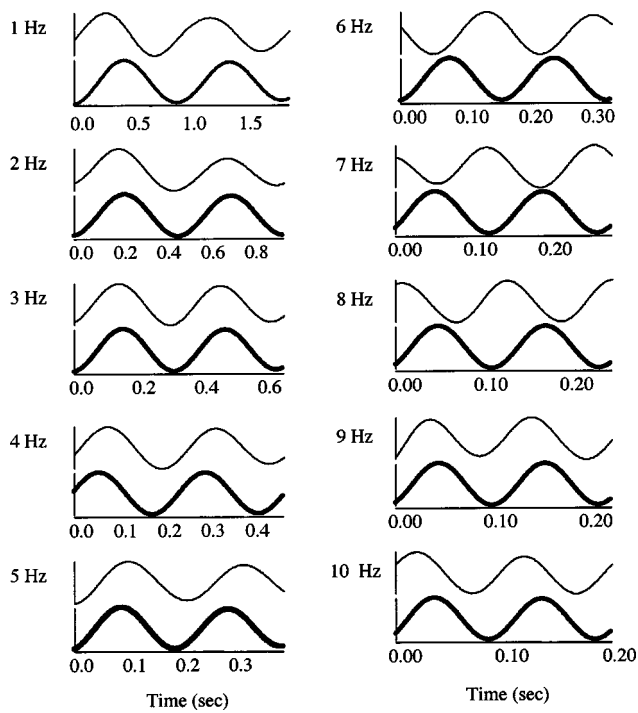 1 Hz
0.0 0.5 1.0 1.5
2 Hz
0.0 0.2 0.4 0.6 0.8
3 Hz
0.0 0.2 0.4 0.6
4 Hz
0.0 0.1 0.2 0.3 0.4
5 Hz
0.0 0.1 0.2 0.3
Time (sec)
6 Hz
0.00 0.10 0.20 0.30
7 Hz
0.00 0.10 0.20
8 Hz
0.00 0.10 0.20
9 Hz
0.00 0.10 0.20
10 Hz
0.00 0.10 0.20
Time (sec)